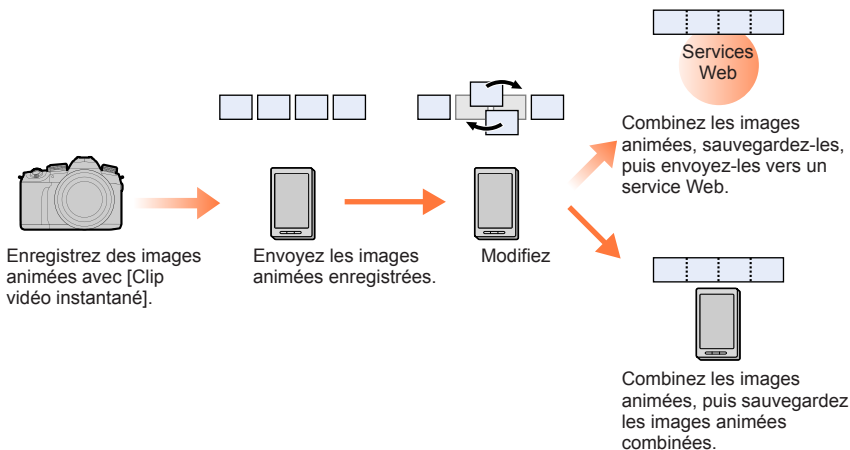 Enregistrez des images
animées avec [Clip
vidéo instantané].
Envoyez les images
animées enregistrées.
Modifiez
Services
Web
Combinez les images
animées, sauvegardez-les,
puis envoyez-les vers un
service Web.
Combinez les images
animées, puis sauvegardez
les images animées
combinées.